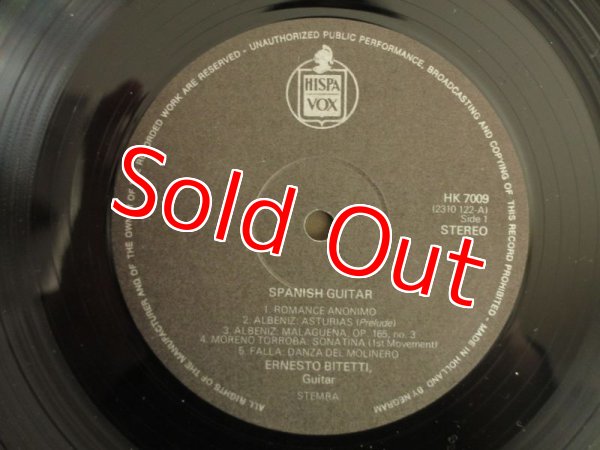 UNAUTHORIZED PUBLIC PERFORMANCE, BROADCASTING AND COPYING OF THIS RECORD PROHIBITED - MADE IN HOLLAND BY NEGRAM
ALL RIGHTS OF THE MANUFACTURER AND OF THE OWNER OF RECORDED WORK ARE RESERVED -
HISPA
VOX
HK 7009
(2310 122-A)
Side 1
STEREO
Sold Out
SPANISH GUITAR
1. ROMANCE ANONIMO
2. ALBENIZ: ASTURIAS (Prelude)
3. ALBENIZ: MALAGUENA, OP. 165, no. 3
4. MORENO TORROBA: SONATINA (1st Movement)
5. FALLA: DANZA DEL MOLINERO
ERNESTO BITETTI,
Guitar
STEMRA